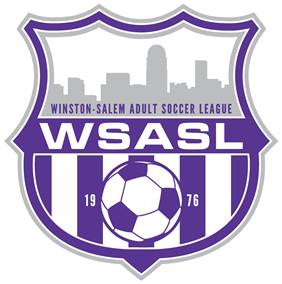 WINSTON-SALEM ADULT SOCCER LEAGUE
WSASL
19 76